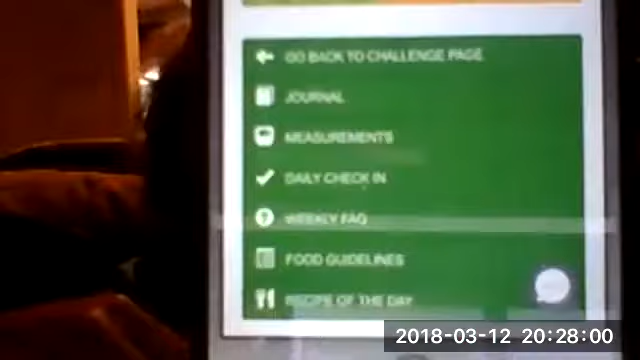 GO BACK TO CHALLENGE PAGE
JOURNAL
MEASUREMENTS
DAILY CHECK IN
WEEKLY FAQ
FOOD GUIDELINES
RECIPE OF THE DAY
2018-03-12 20:28:00